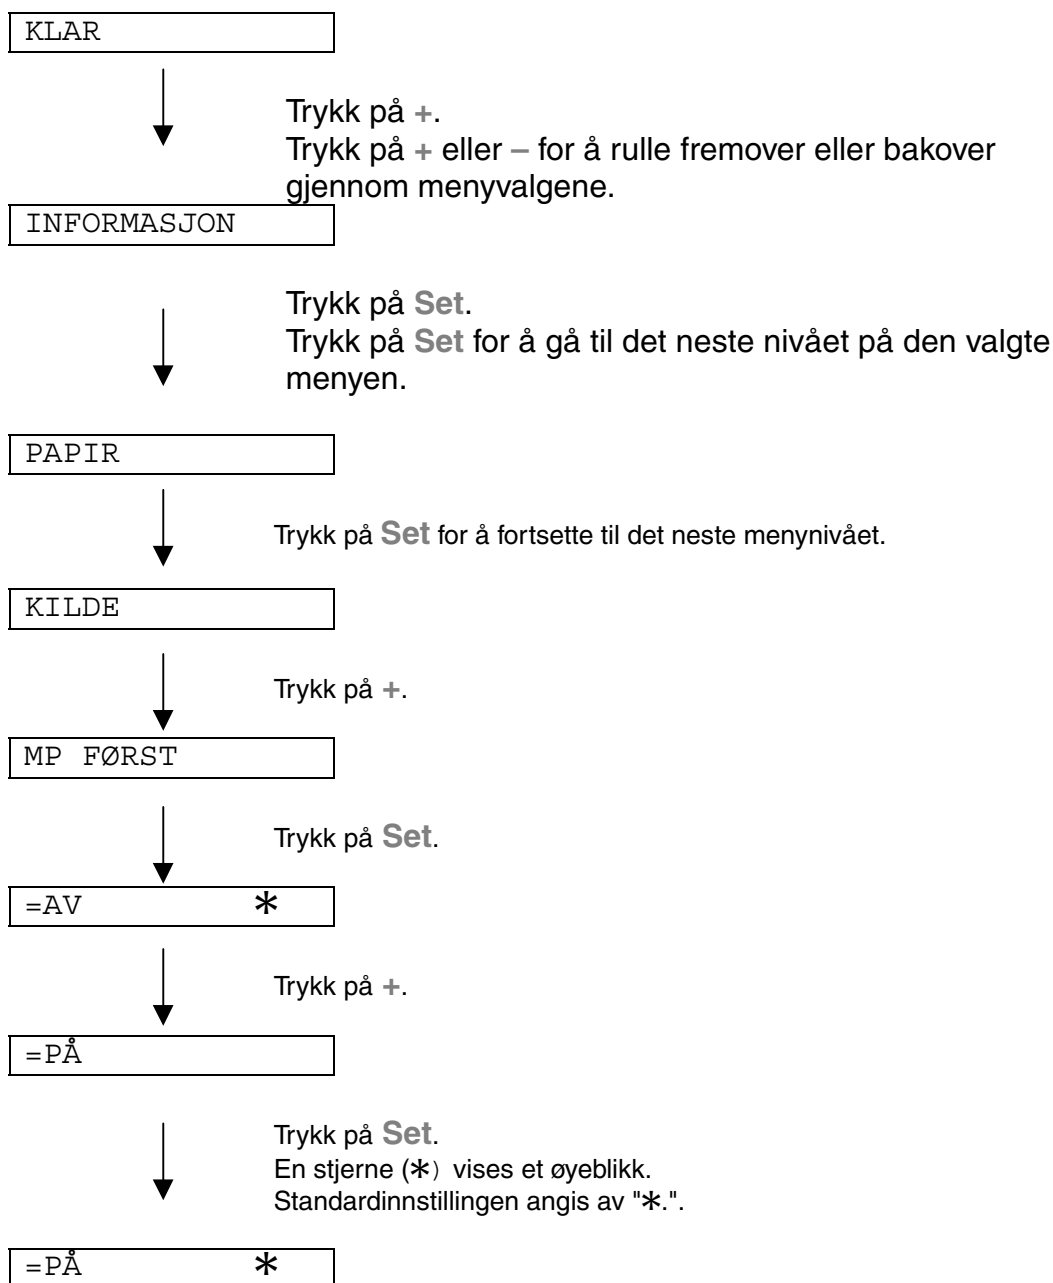 KLAR
Trykk på +.
Trykk på + eller – for å rulle fremover eller bakover
gjennom menyvalgene.
INFORMASJON
Trykk på Set.
Trykk på Set for å gå til det neste nivået på den valgte
menyen.
PAPIR
Trykk på Set for å fortsette til det neste menynivået.
KILDE
Trykk på +.
MP FØRST
Trykk på Set.
=AV *
Trykk på +.
=PÅ
Trykk på Set.
En stjerne (*) vises et øyeblikk.
Standardinnstillingen angis av "*.".
=PÅ *